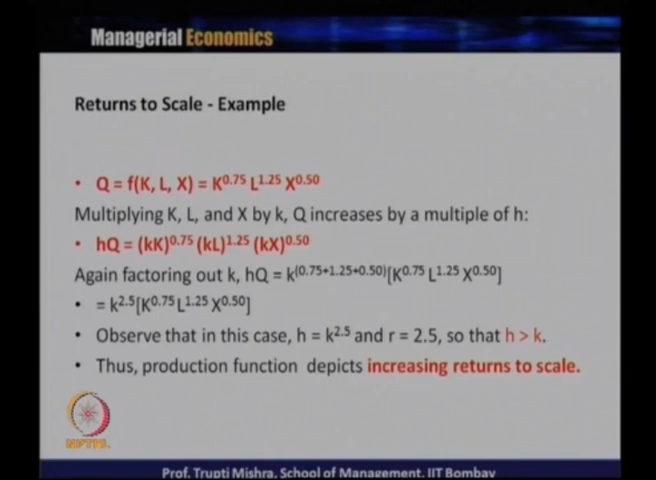 Managerial Economics
Returns to Scale - Example
• Q = f(K, L, X) = K^0.75 L^1.25 X^0.50
Multiplying K, L, and X by k, Q increases by a multiple of h:
• hQ = (kK)^0.75 (kL)^1.25 (kX)^0.50
Again factoring out k, hQ = k^(0.75+1.25+0.50)[K^0.75 L^1.25 X^0.50]
• = k^2.5[K^0.75 L^1.25 X^0.50]
• Observe that in this case, h = k^2.5 and r = 2.5, so that h > k.
• Thus, production function depicts increasing returns to scale.
NPTEL
Prof. Trupti Mishra, School of Management, IIT Bombay